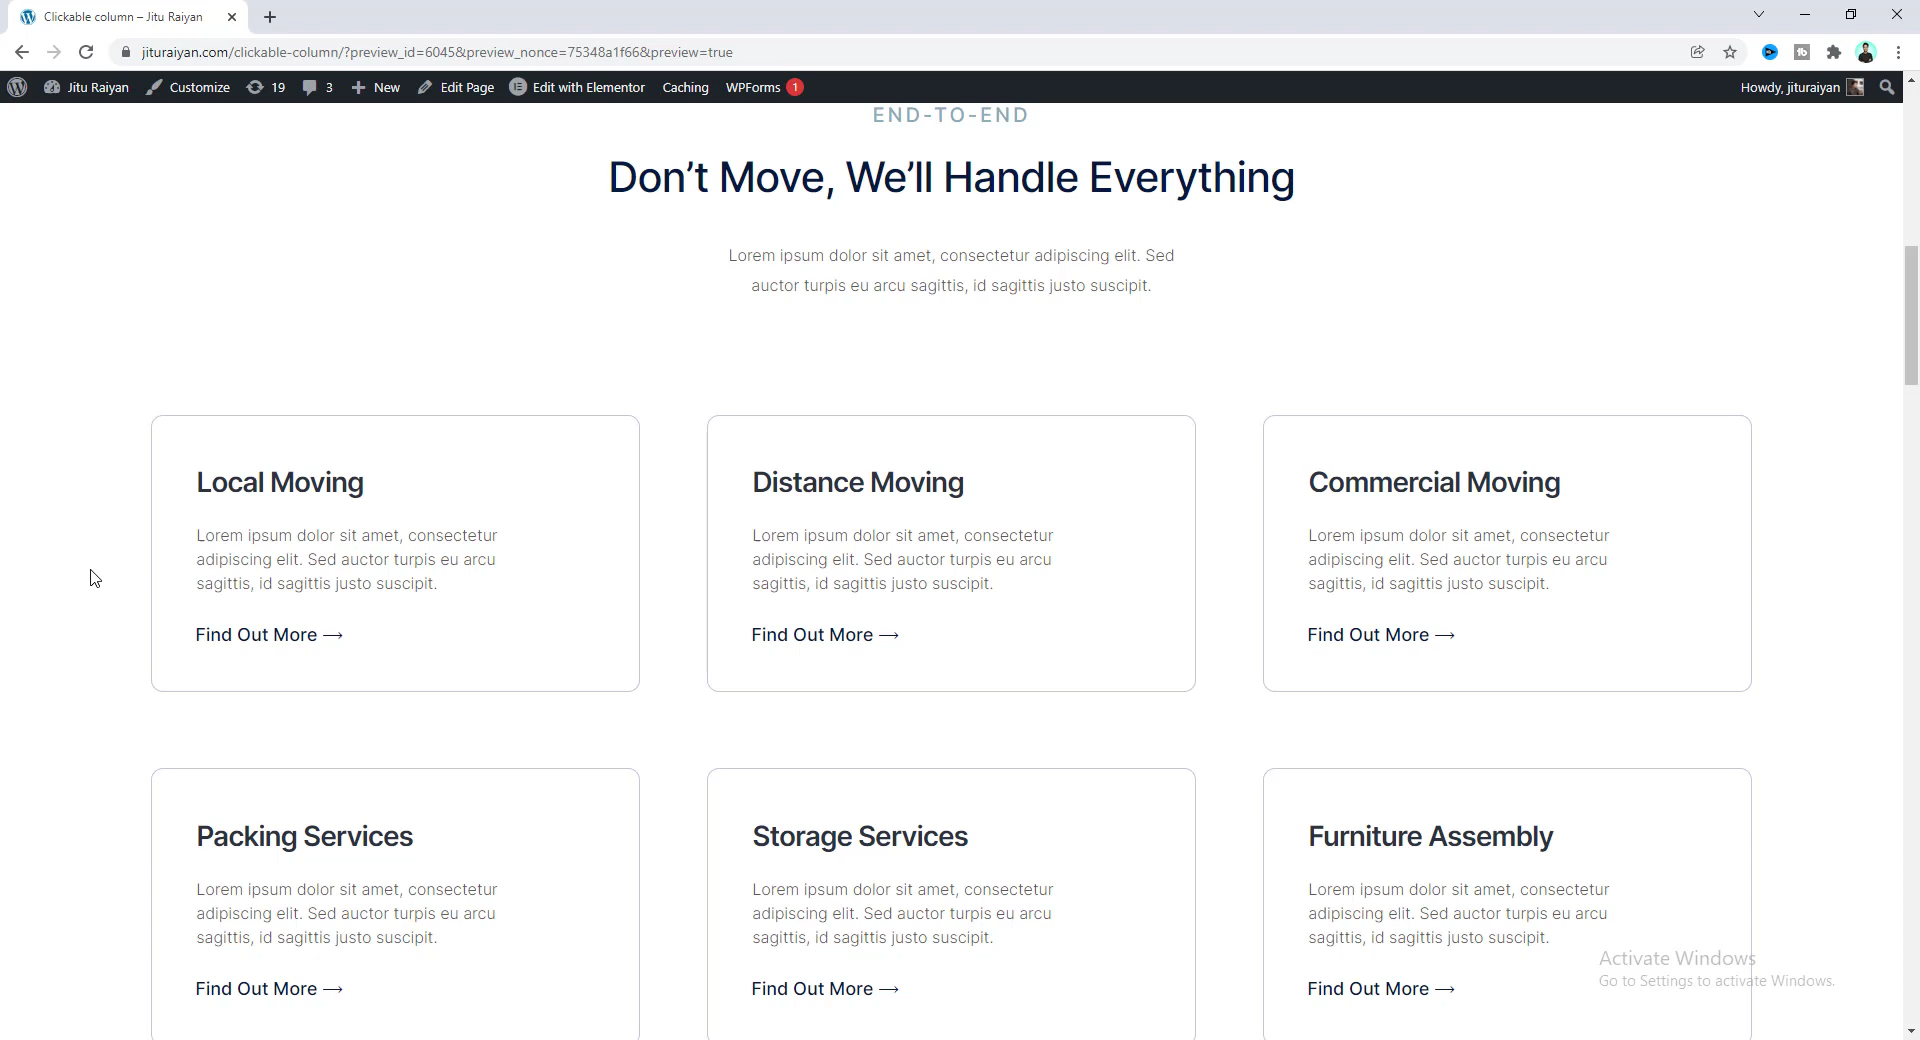 Clickable column – Jitu Raiyan
jituraiyan.com/clickable-column/?preview_id=6045&preview_nonce=75348a1f66&preview=true
Jitu Raiyan Customize 19 3 New Edit Page Edit with Elementor Caching WPForms 1 Howdy, jituraiyan
END-TO-END
Don’t Move, We’ll Handle Everything
Lorem ipsum dolor sit amet, consectetur adipiscing elit. Sed
auctor turpis eu arcu sagittis, id sagittis justo suscipit.
Local Moving
Lorem ipsum dolor sit amet, consectetur
adipiscing elit. Sed auctor turpis eu arcu
sagittis, id sagittis justo suscipit.
Find Out More →
Distance Moving
Lorem ipsum dolor sit amet, consectetur
adipiscing elit. Sed auctor turpis eu arcu
sagittis, id sagittis justo suscipit.
Find Out More →
Commercial Moving
Lorem ipsum dolor sit amet, consectetur
adipiscing elit. Sed auctor turpis eu arcu
sagittis, id sagittis justo suscipit.
Find Out More →
Packing Services
Lorem ipsum dolor sit amet, consectetur
adipiscing elit. Sed auctor turpis eu arcu
sagittis, id sagittis justo suscipit.
Find Out More →
Storage Services
Lorem ipsum dolor sit amet, consectetur
adipiscing elit. Sed auctor turpis eu arcu
sagittis, id sagittis justo suscipit.
Find Out More →
Furniture Assembly
Lorem ipsum dolor sit amet, consectetur
adipiscing elit. Sed auctor turpis eu arcu
sagittis, id sagittis justo suscipit.
Find Out More →
Activate Windows
Go to Settings to activate Windows.